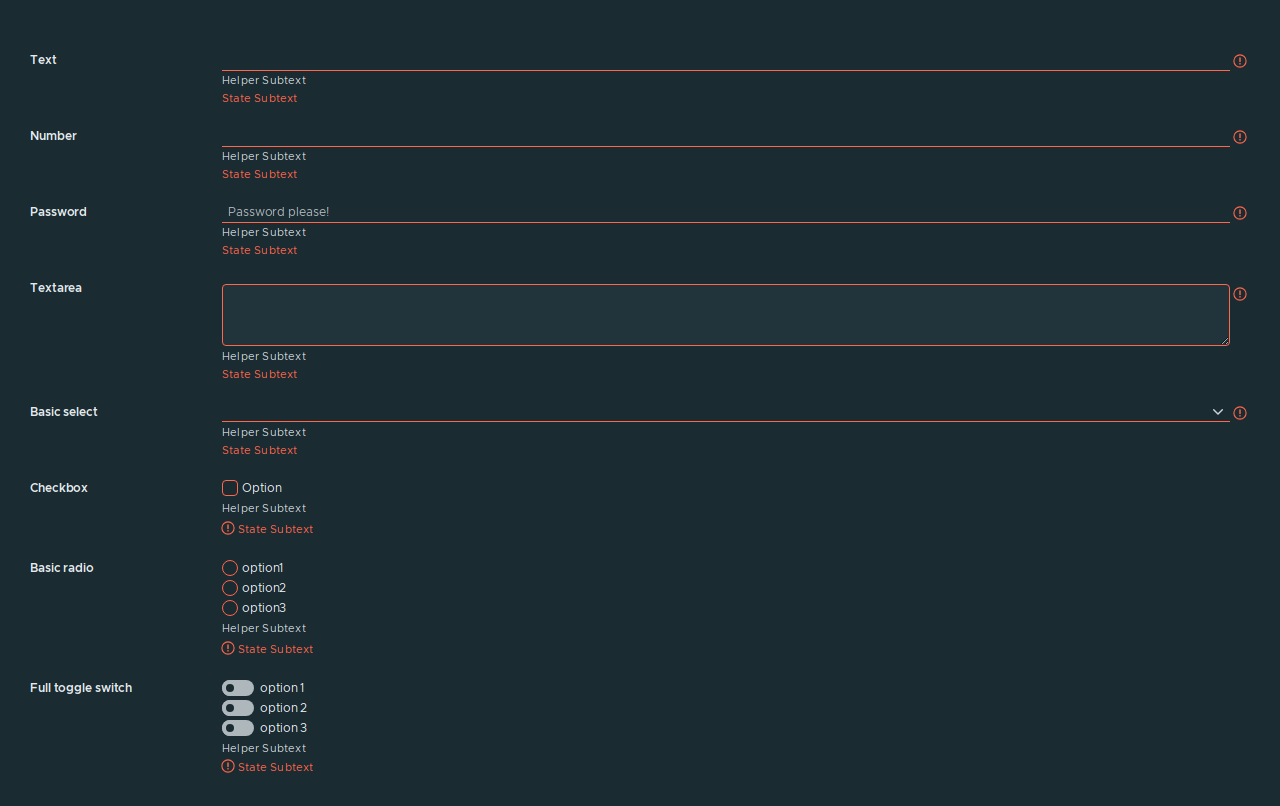 Text
Helper Subtext
State Subtext
Number
Helper Subtext
State Subtext
Password
Password please!
Helper Subtext
State Subtext
Textarea
Helper Subtext
State Subtext
Basic select
Helper Subtext
State Subtext
Checkbox
Option
Helper Subtext
State Subtext
Basic radio
option1
option2
option3
Helper Subtext
State Subtext
Full toggle switch
option 1
option 2
option 3
Helper Subtext
State Subtext